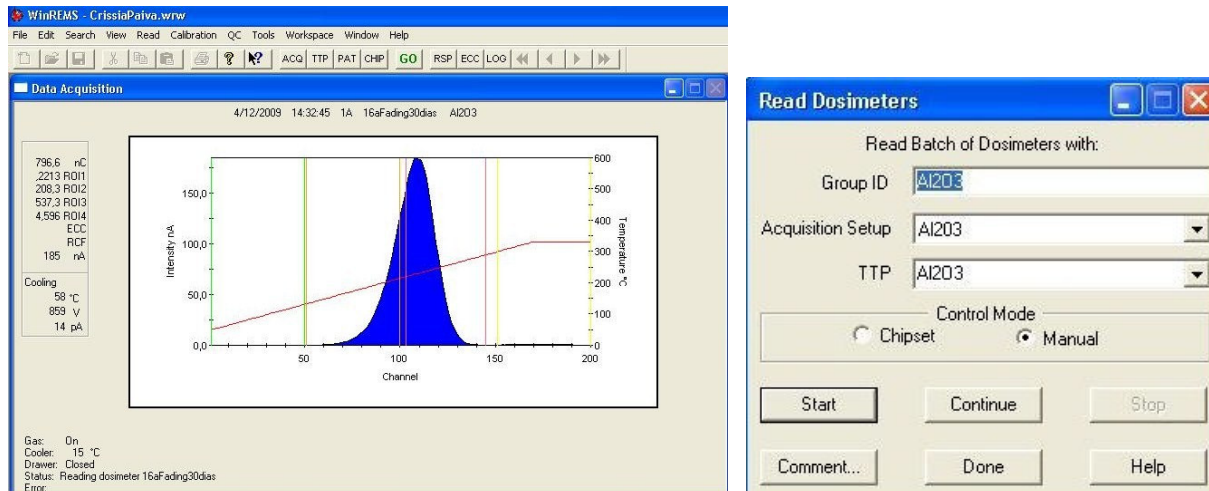 WinREMS - CrissiaPaiva.wrw
File Edit Search View Read Calibration QC Tools Workspace Window Help
ACQ TTP PAT CHIP GO RSP ECC LOG
Data Acquisition
4/12/2009 14:32:45 1A 16aFading30dias Al2O3
796,6 nC
,2213 ROI1
208,3 ROI2
537,3 ROI3
4,596 ROI4
ECC
RCF
185 nA
Cooling
58 °C
859 V
14 pA
Intensity nA
150,0
100,0
50,0
0,0
600
500
400
300
200
100
0
Temperature °C
50 100 150 200
Channel
Gas: On
Cooler: 15 °C
Drawer: Closed
Status: Reading dosimeter 16aFading30dias
Error:
Read Dosimeters
Read Batch of Dosimeters with:
Group ID Al2O3
Acquisition Setup Al2O3
TTP Al2O3
Control Mode
Chipset Manual
Start Continue Stop
Comment... Done Help